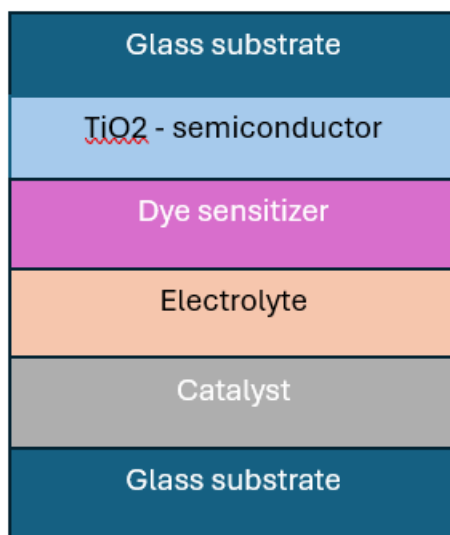 Glass substrate
TiO2 - semiconductor
Dye sensitizer
Electrolyte
Catalyst
Glass substrate